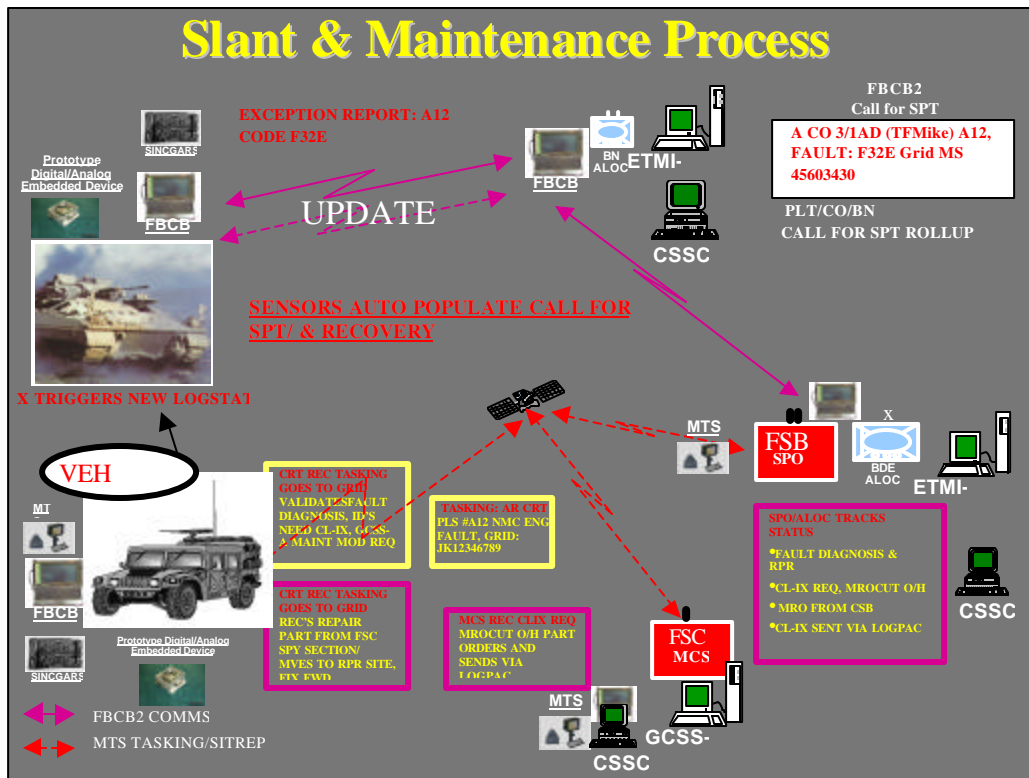 Slant & Maintenance Process
EXCEPTION REPORT: A12
CODE F32E
SINCGARS
Prototype
Digital/Analog
Embedded Device
FBCB
UPDATE
FBCB
BN
ALOC
ETMI-
CSSC
FBCB2
Call for SPT
A CO 3/1AD (TFMike) A12,
FAULT: F32E Grid MS
45603430
PLT/CO/BN
CALL FOR SPT ROLLUP
SENSORS AUTO POPULATE CALL FOR
SPT/ & RECOVERY
X TRIGGERS NEW LOGSTAT
VEH
MT
FBCB
SINCGARS
Prototype Digital/Analog
Embedded Device
CRT REC TASKING
GOES TO GRID
VALIDATESFAULT
DIAGNOSIS, ID'S
NEED CL-IX, GCSS-
A MAINT MOD REQ
TASKING: AR CRT
PLS #A12 NMC ENG
FAULT, GRID:
JK12346789
CRT REC TASKING
GOES TO GRID
REC'S REPAIR
PART FROM FSC
SPY SECTION/
MVES TO RPR SITE,
FIX FWD
MCS REC CLIX REQ
MROCUT O/H PART
ORDERS AND
SENDS VIA
LOGPAC
MTS
FSB
SPO
X
BDE
ALOC
ETMI-
CSSC
SPO/ALOC TRACKS
STATUS
•FAULT DIAGNOSIS &
RPR
•CL-IX REQ, MROCUT O/H
• MRO FROM CSB
•CL-IX SENT VIA LOGPAC
FSC
MCS
MTS
CSSC
GCSS-
FBCB2 COMMS
MTS TASKING/SITREP